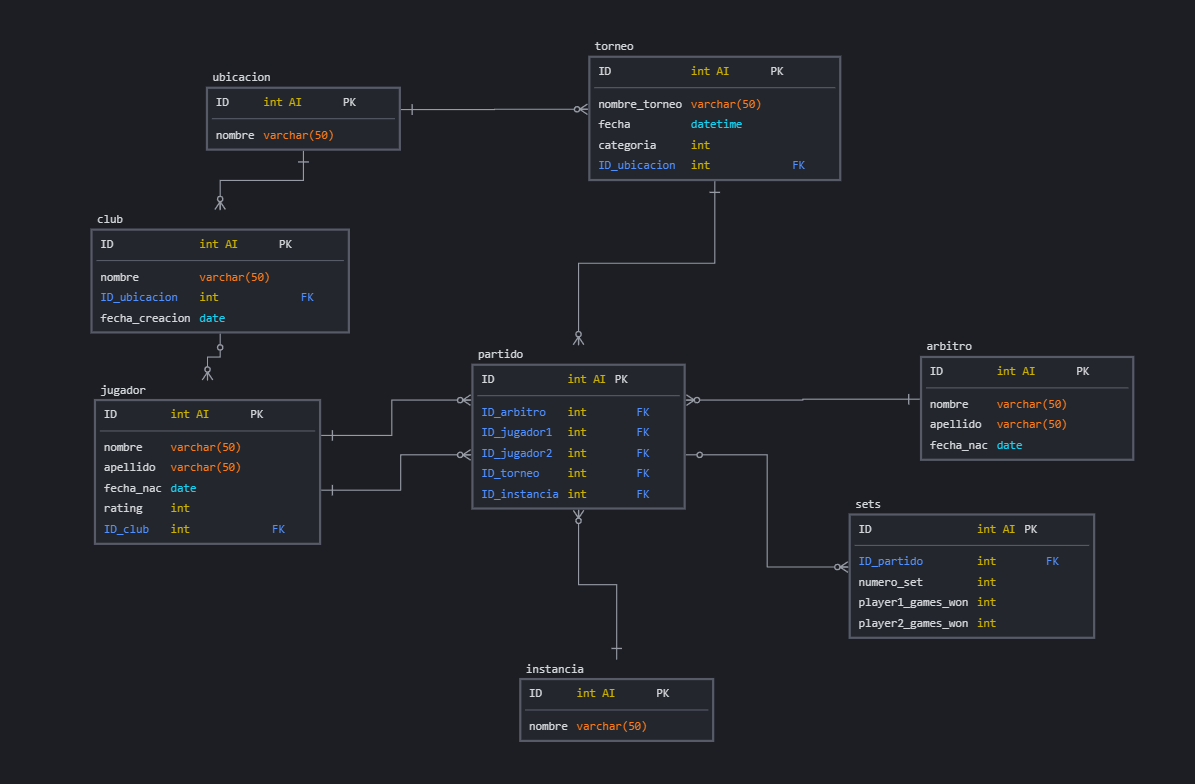 torneo
ID int AI PK
nombre_torneo varchar(50)
fecha datetime
categoria int
ID_ubicacion int FK
ubicacion
ID int AI PK
nombre varchar(50)
club
ID int AI PK
nombre varchar(50)
ID_ubicacion int FK
fecha_creacion date
partido
ID int AI PK
ID_arbitro int FK
ID_jugador1 int FK
ID_jugador2 int FK
ID_torneo int FK
ID_instancia int FK
arbitro
ID int AI PK
nombre varchar(50)
apellido varchar(50)
fecha_nac date
jugador
ID int AI PK
nombre varchar(50)
apellido varchar(50)
fecha_nac date
rating int
ID_club int FK
sets
ID int AI PK
ID_partido int FK
numero_set int
player1_games_won int
player2_games_won int
instancia
ID int AI PK
nombre varchar(50)